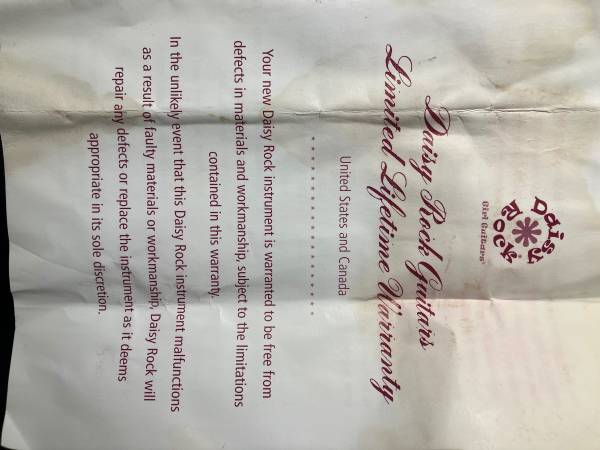 Daisy Rock
Girl Guitars®
Daisy Rock Guitars
Limited Lifetime Warranty
United States and Canada
* * * * * * * * * * * * * * * * * * * *
Your new Daisy Rock instrument is warranted to be free from
defects in materials and workmanship, subject to the limitations
contained in this warranty.
In the unlikely event that this Daisy Rock instrument malfunctions
as a result of faulty materials or workmanship, Daisy Rock will
repair any defects or replace the instrument as it deems
appropriate in its sole discretion.